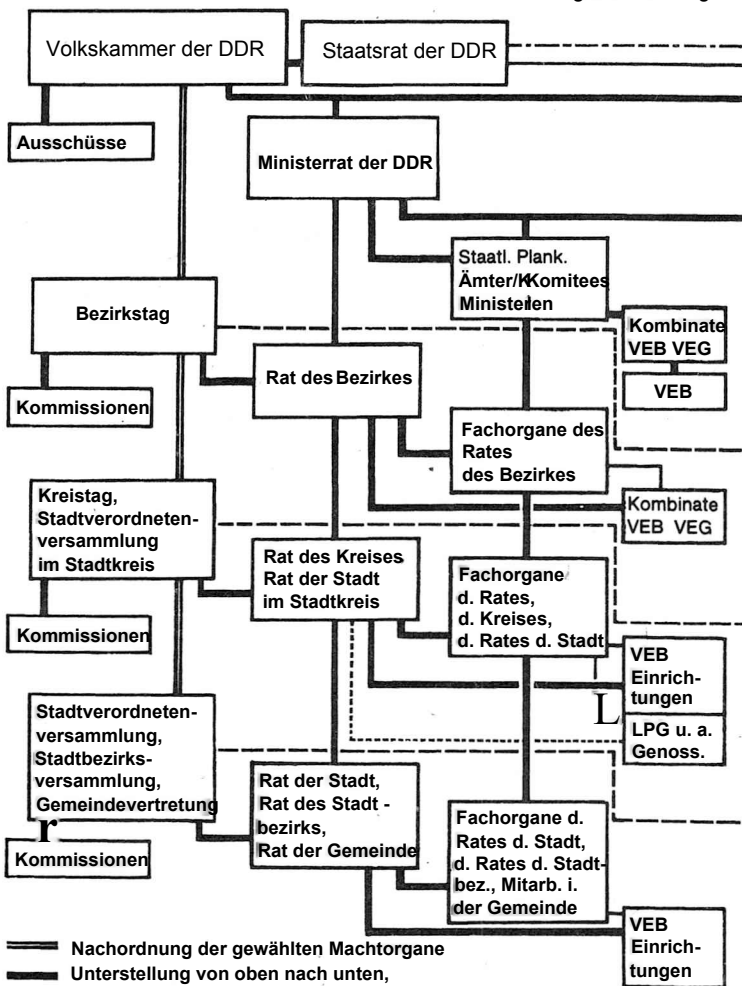 Volkskammer der DDR
Staatsrat der DDR
Ausschüsse
Ministerrat der DDR
Staatl. Plank.
Ämter/Komitees
Ministerien
Bezirkstag
Kombinate
VEB VEG
VEB
Rat des Bezirkes
Kommissionen
Fachorgane des
Rates
des Bezirkes
Kreistag,
Stadtverordneten-
versammlung
im Stadtkreis
Kombinate
VEB VEG
Rat des Kreises
Rat der Stadt
im Stadtkreis
Fachorgane
d. Rates,
d. Kreises,
d. Rates d. Stadt
Kommissionen
VEB
Einrich-
tungen
L
LPG u. a.
Genoss.
Stadtverordneten-
versammlung,
Stadtbezirks-
versammlung,
Gemeindevertretung
r
Rat der Stadt,
Rat des Stadt -
bezirks,
Rat der Gemeinde
Fachorgane d.
Rates d. Stadt,
d. Rates d. Stadt-
bez., Mitarb. i.
der Gemeinde
Kommissionen
VEB
Einrich-
tungen
Nachordnung der gewählten Machtorgane
Unterstellung von oben nach unten,